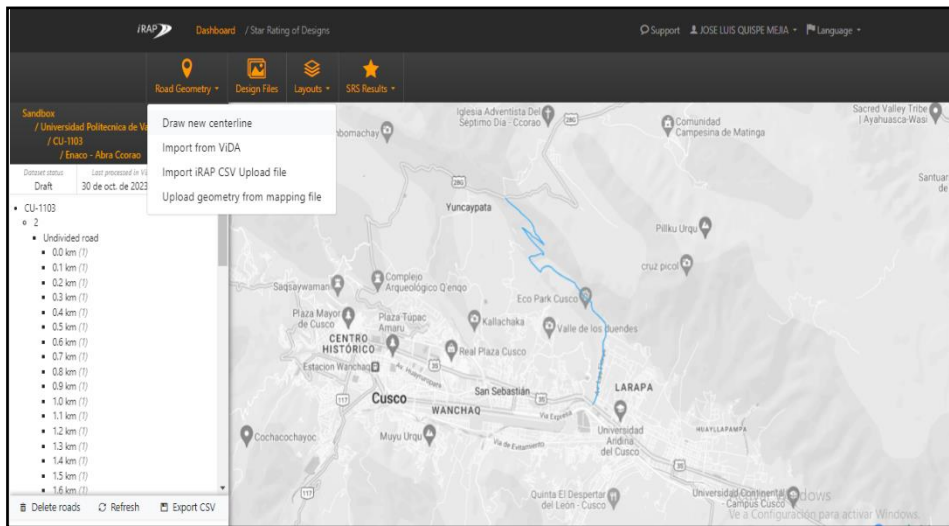 iRAP
Dashboard / Star Rating of Designs
Support
JOSE LUIS QUISPE MEJIA
Language
Road Geometry
Design Files
Layouts
SRS Results
Sandbox
/ Universidad Politecnica de Va
/ CU-1103
/ Enaco - Abra Ccorao
Dataset status
Last processed in Vi
Draft
30 de oct. de 2023
Draw new centerline
Import from ViDA
Import iRAP CSV Upload file
Upload geometry from mapping file
CU-1103
2
Undivided road
0.0 km (1)
0.1 km (1)
0.2 km (1)
0.3 km (1)
0.4 km (1)
0.5 km (1)
0.6 km (1)
0.7 km (1)
0.8 km (1)
0.9 km (1)
1.0 km (1)
1.1 km (1)
1.2 km (1)
1.3 km (1)
1.4 km (1)
1.5 km (1)
1.6 km (1)
Delete roads
Refresh
Export CSV
Iglesia Adventista Del
Séptimo Día - Ccorao
28G
Comunidad
Campesina de Matinga
Sacred Valley Tribe
| Ayahuasca-Wasi
bomachay
28G
Santuar
de
Yuncaypata
Pillku Urqu
cruz picol
Saqsaywaman
Complejo
Arqueológico Q'enqo
Eco Park Cusco
Plaza Mayor
de Cusco
Plaza Túpac
Amaru
Kallachaka
Valle de los duendes
CENTRO
HISTÓRICO
Real Plaza Cusco
Estacion Wanchaq
LARAPA
117
Cusco
San Sebastián
WANCHAQ
Via Expresa
Universidad
Andina
del Cusco
HUAYLLAPAMPA
Cochacochayoc
Muyu Urqu
Via de Evitamiento
117
Quinta El Despertar
del León - Cusco
Universidad Continental
- Campus Cusco
Ve a Configuración para activar Windows.